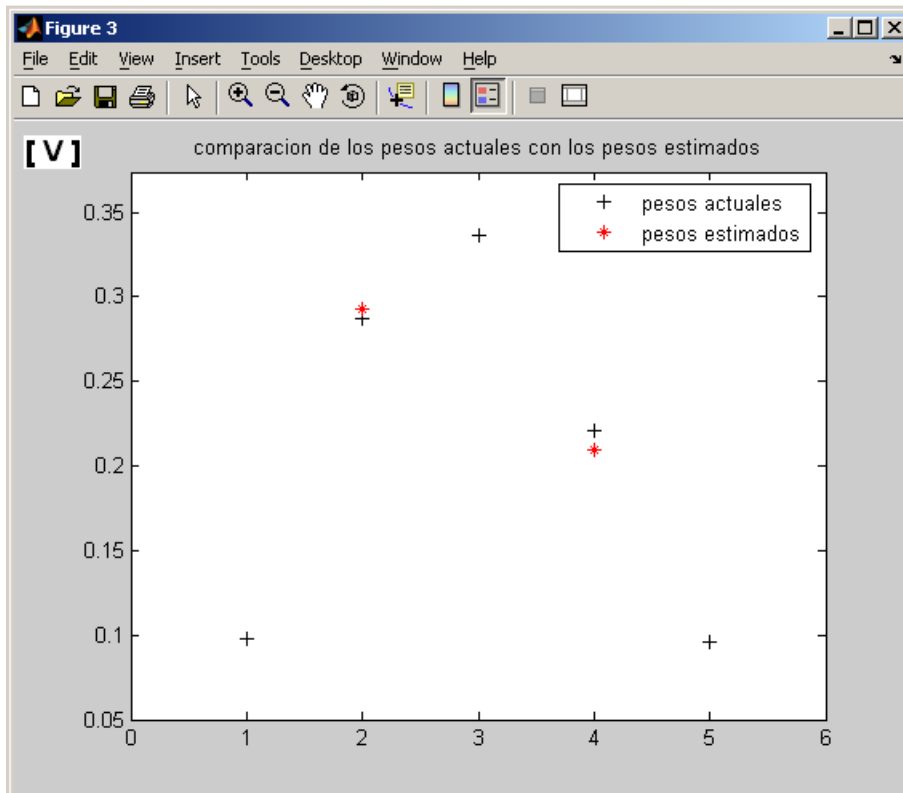 Figure 3
File Edit View Insert Tools Desktop Window Help
[ V ]
comparacion de los pesos actuales con los pesos estimados
pesos actuales
pesos estimados
0.35
0.3
0.25
0.2
0.15
0.1
0.05
0 1 2 3 4 5 6